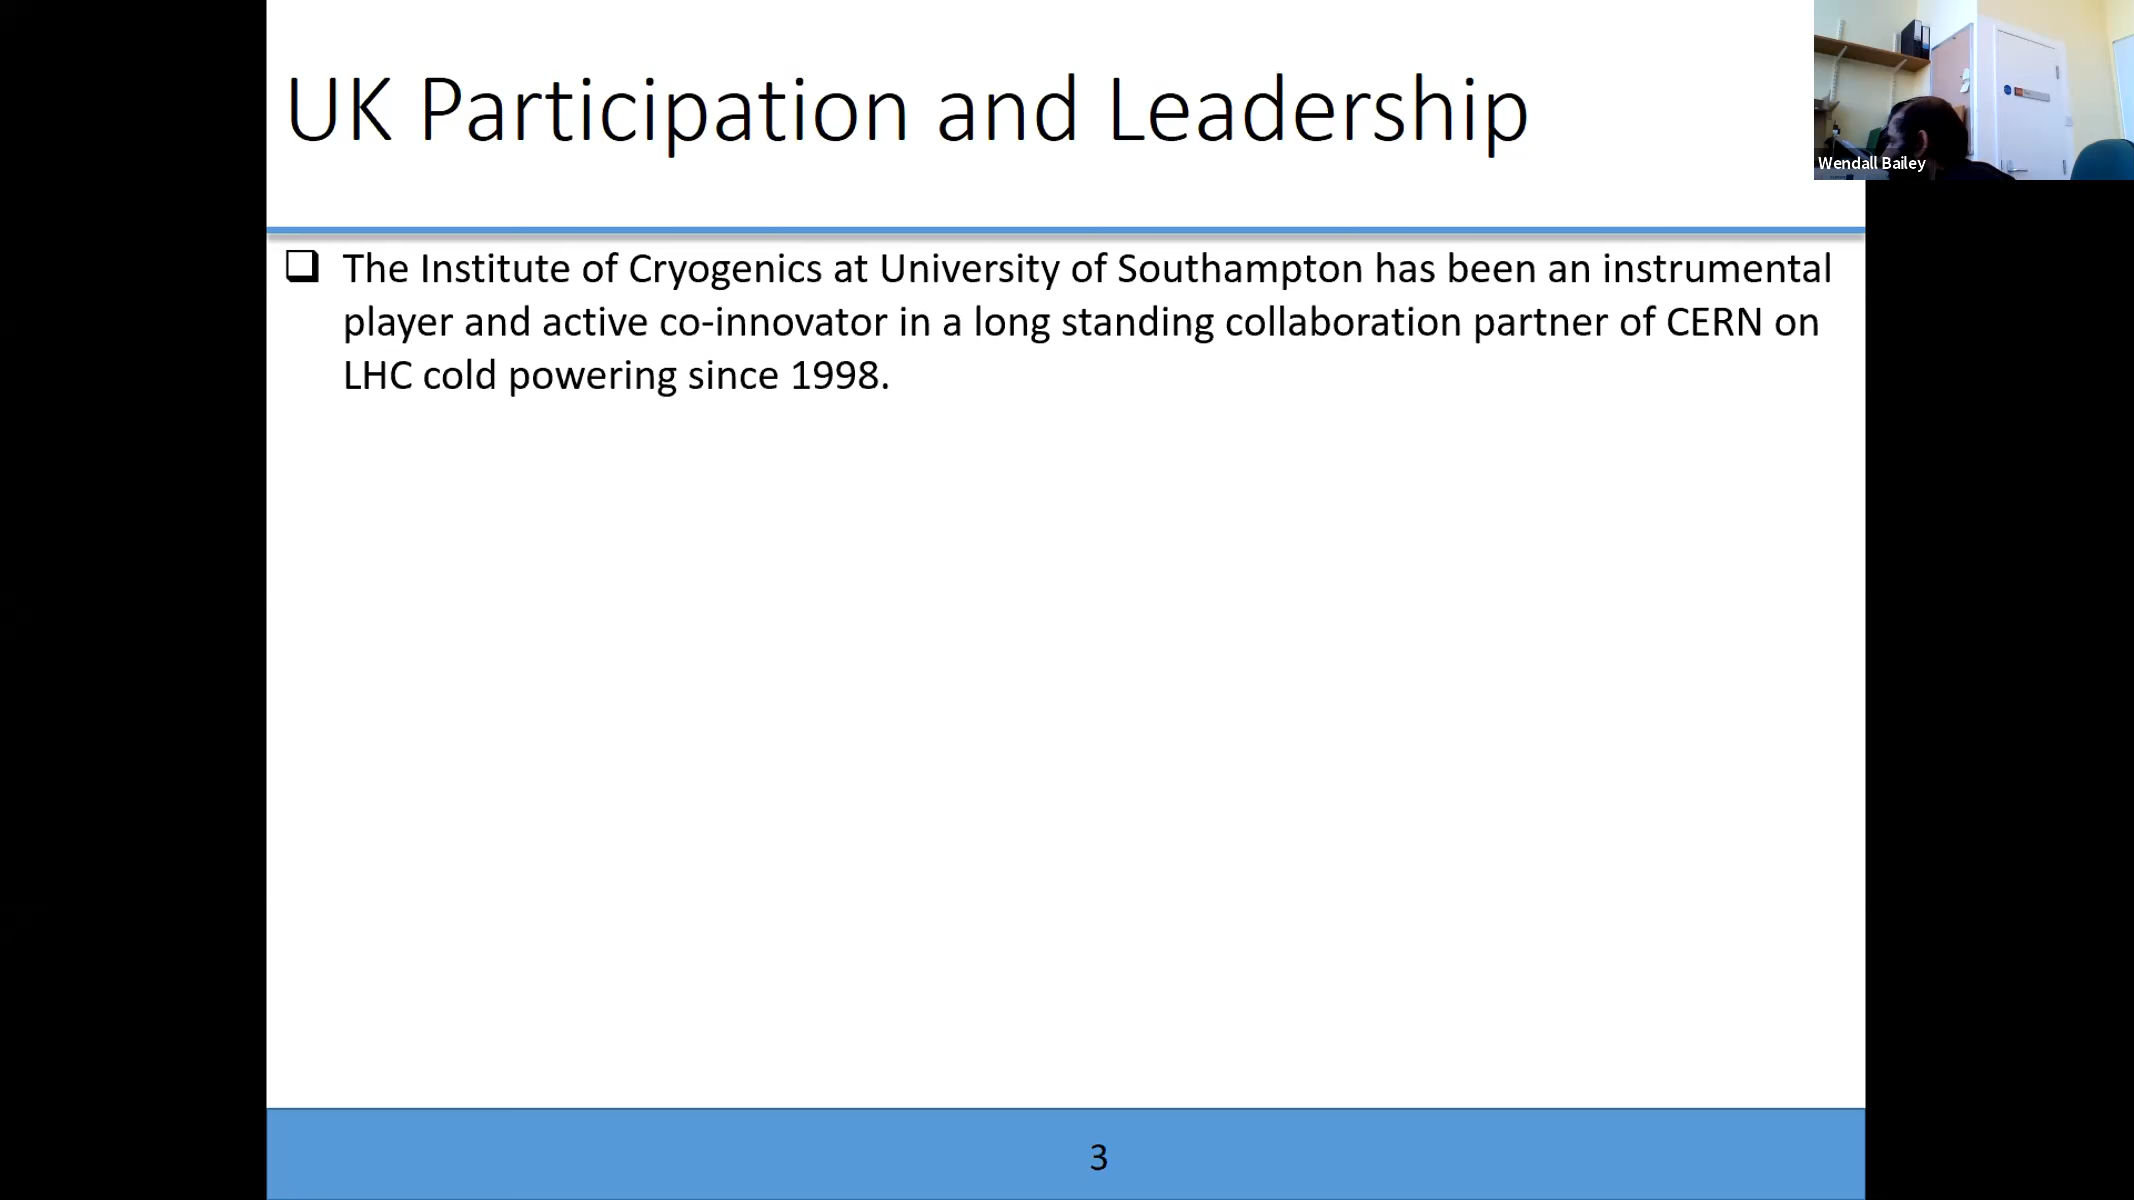 UK Participation and Leadership
Wendall Bailey
❑ The Institute of Cryogenics at University of Southampton has been an instrumental
player and active co-innovator in a long standing collaboration partner of CERN on
LHC cold powering since 1998.
3